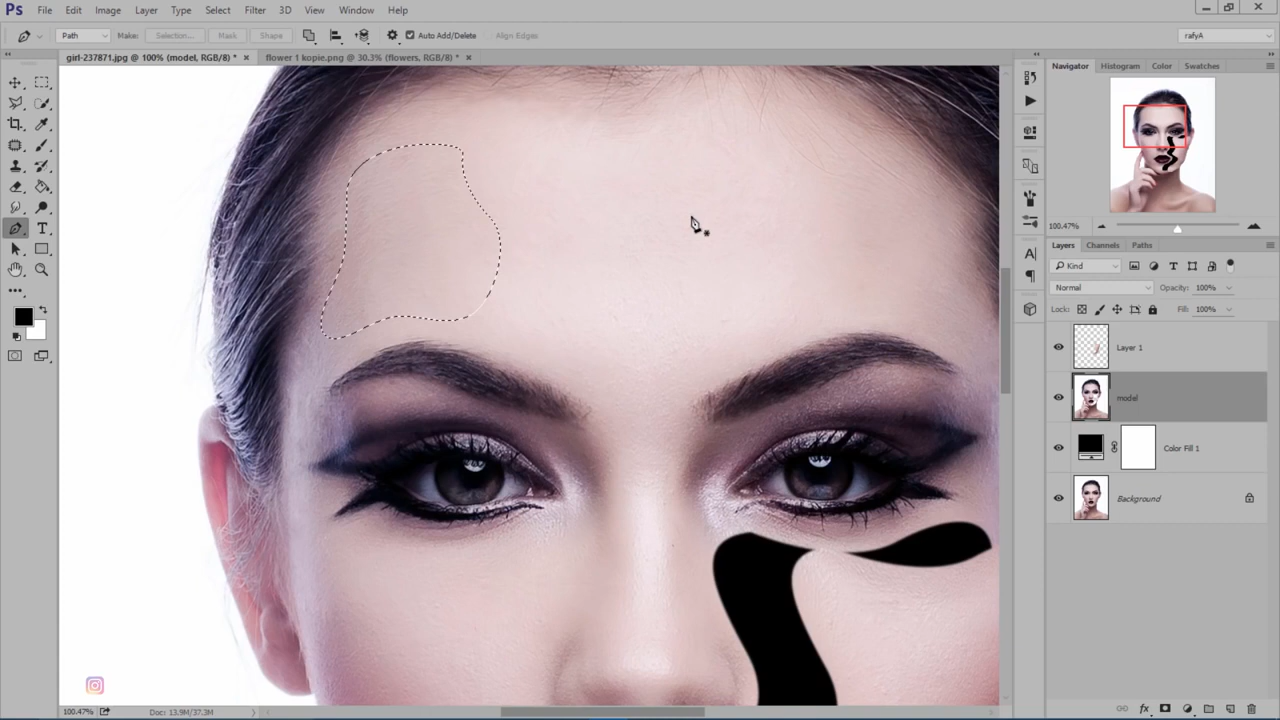 Ps File Edit Image Layer Type Select Filter 3D View Window Help
Path Make: Selection... Mask Shape Auto Add/Delete Align Edges rafyA
girl-237871.jpg @ 100% (model, RGB/8) * × flower 1 kopie.png @ 30.3% (flowers, RGB/8) * ×
Navigator Histogram Color Swatches
100.47%
Layers Channels Paths
Kind
Normal Opacity: 100%
Lock: Fill: 100%
Layer 1
model
Color Fill 1
Background
100.47% Doc: 13.9M/37.3M